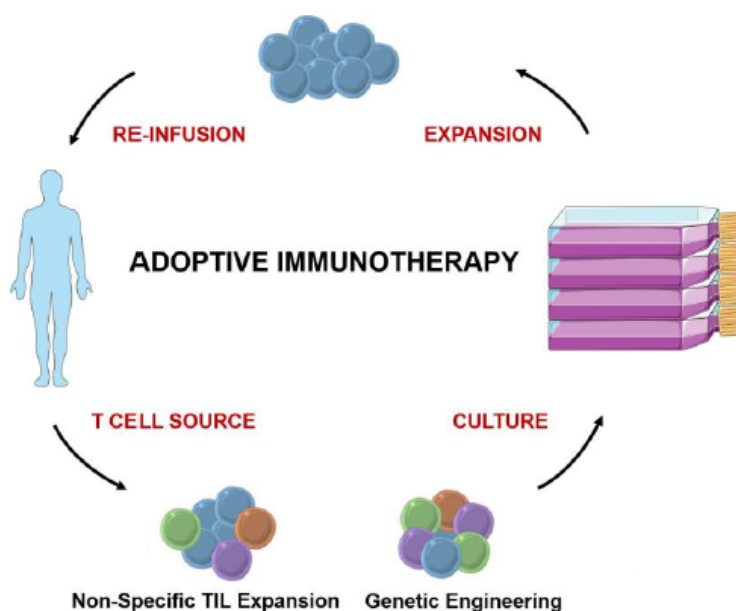 RE-INFUSION
EXPANSION
ADOPTIVE IMMUNOTHERAPY
T CELL SOURCE
CULTURE
Non-Specific TIL Expansion
Genetic Engineering